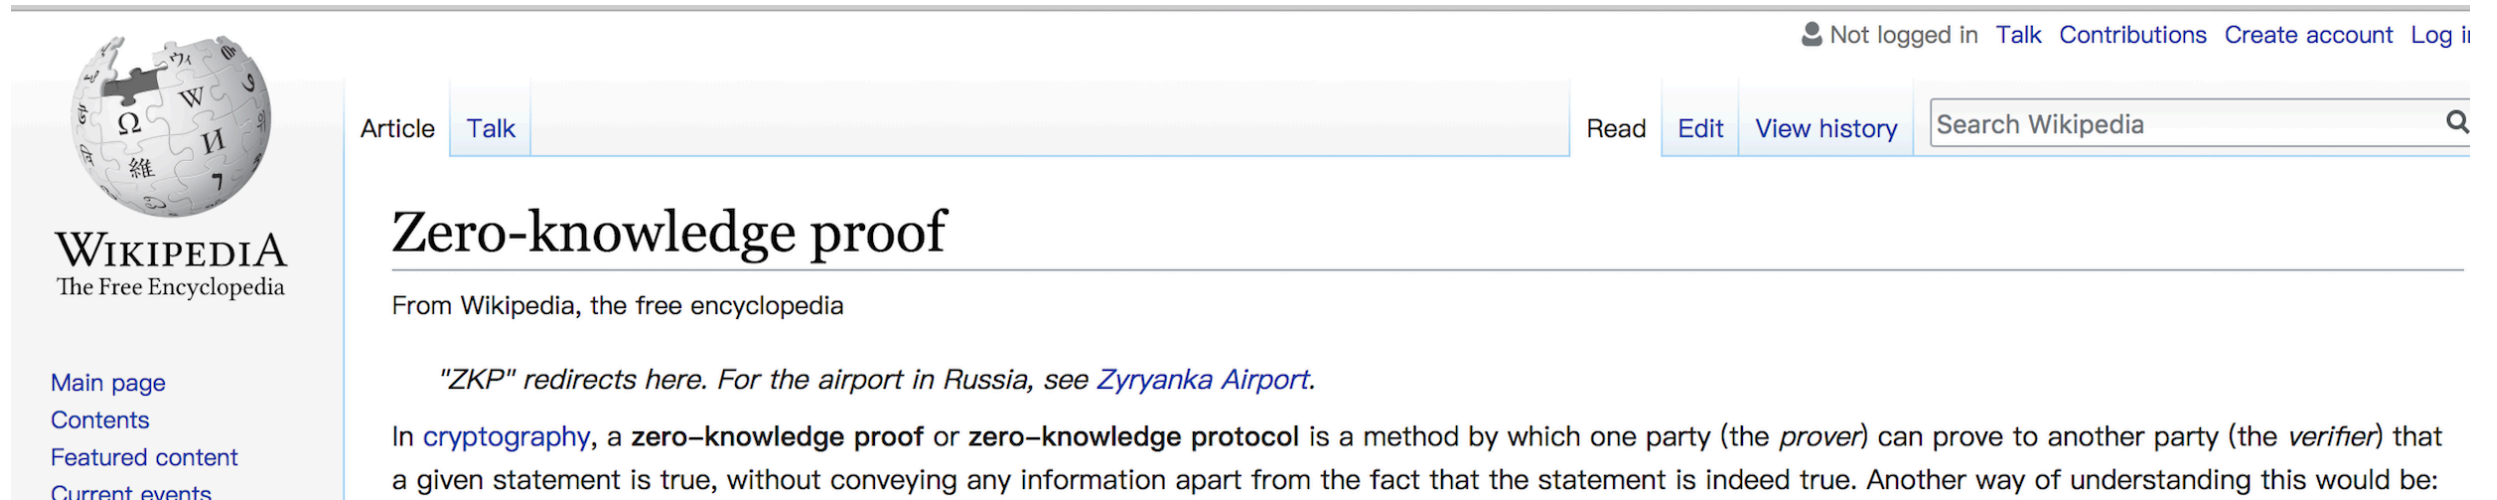 Not logged in Talk Contributions Create account Log in
Article Talk Read Edit View history Search Wikipedia
WIKIPEDIA
The Free Encyclopedia
Zero-knowledge proof
From Wikipedia, the free encyclopedia
"ZKP" redirects here. For the airport in Russia, see Zyryanka Airport.
In cryptography, a zero–knowledge proof or zero–knowledge protocol is a method by which one party (the prover) can prove to another party (the verifier) that
a given statement is true, without conveying any information apart from the fact that the statement is indeed true. Another way of understanding this would be:
Main page
Contents
Featured content
Current events